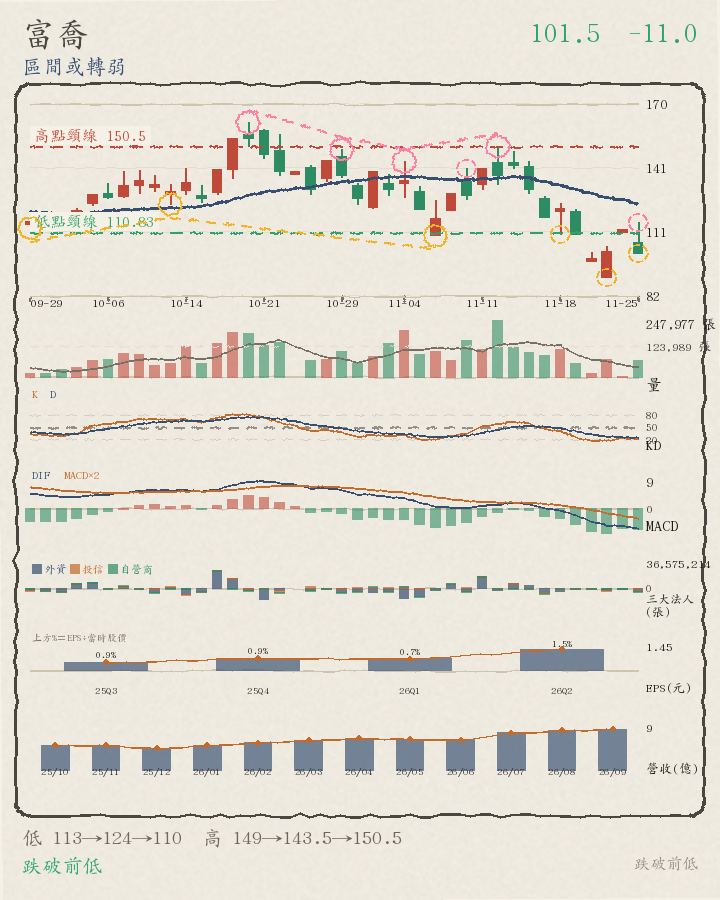 富喬 101.5 -11.0
區間或轉弱
170
高點頸線 150.5
141
低點頸線 110.83
111
82
09-29 10-06 10-14 10-21 10-29 11-04 11-11 11-18 11-25
247,977 張
123,989 張
量
K D
80
50
20
KD
DIF MACD×2
9
0
MACD
外資 投信 自營商
36,575,214
0
三大法人
(張)
上方%=EPS÷當時股價
0.9% 0.9% 0.7% 1.5%
1.45
25Q3 25Q4 26Q1 26Q2
EPS(元)
9
25/10 25/11 25/12 26/01 26/02 26/03 26/04 26/05 26/06 26/07 26/08 26/09
營收(億)
低 113→124→110 高 149→143.5→150.5
跌破前低 跌破前低